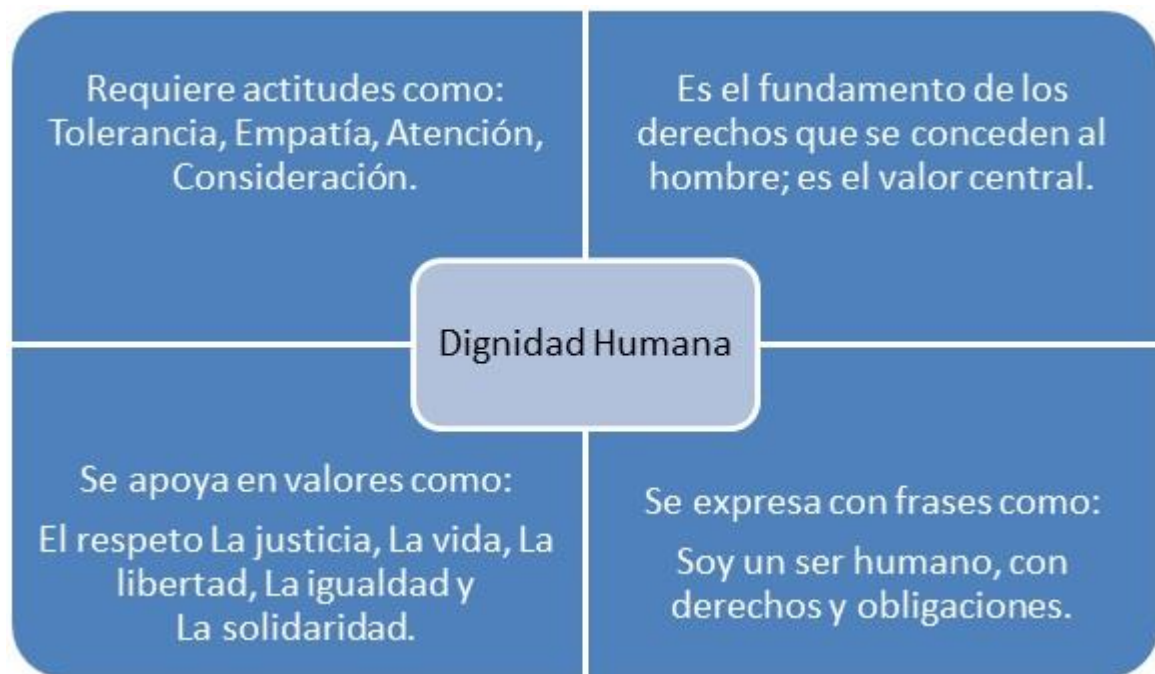 Requiere actitudes como:
Tolerancia, Empatía, Atención,
Consideración.
Es el fundamento de los
derechos que se conceden al
hombre; es el valor central.
Dignidad Humana
Se apoya en valores como:
El respeto La justicia, La vida, La
libertad, La igualdad y
La solidaridad.
Se expresa con frases como:
Soy un ser humano, con
derechos y obligaciones.